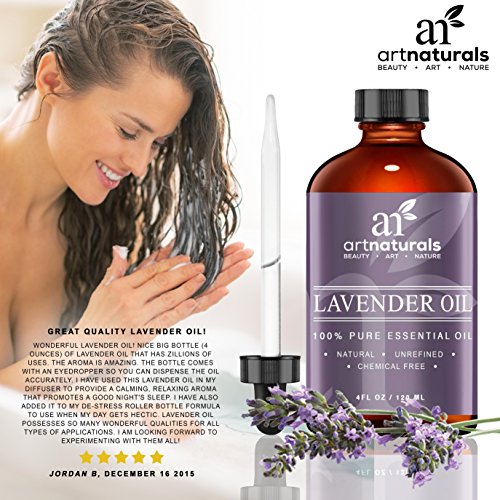 an
artnaturals
BEAUTY • ART • NATURE
an
artnaturals
BEAUTY • ART • NATURE
LAVENDER OIL
100% PURE ESSENTIAL OIL
• NATURAL • UNREFINED
• CHEMICAL FREE •
4FL OZ / 120 ML
GREAT QUALITY LAVENDER OIL!
WONDERFUL LAVENDER OIL! NICE BIG BOTTLE (4
OUNCES) OF LAVENDER OIL THAT HAS ZILLIONS OF
USES. THE AROMA IS AMAZING. THE BOTTLE COMES
WITH AN EYEDROPPER SO YOU CAN DISPENSE THE OIL
ACCURATELY, I HAVE USED THIS LAVENDER OIL IN MY
DIFFUSER TO PROVIDE A CALMING, RELAXING AROMA
THAT PROMOTES A GOOD NIGHT'S SLEEP. I HAVE ALSO
ADDED IT TO MY DE-STRESS ROLLER BOTTLE FORMULA
TO USE WHEN MY DAY GETS HECTIC. LAVENDER OIL
POSSESSES SO MANY WONDERFUL QUALITIES FOR ALL
TYPES OF APPLICATIONS. I AM LOOKING FORWARD TO
EXPERIMENTING WITH THEM ALL!
JORDAN B, DECEMBER 16 2015